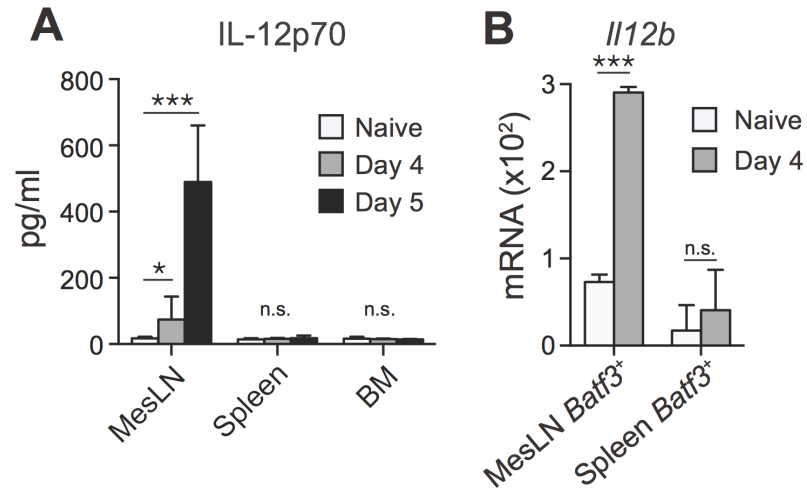 A
IL-12p70
pg/ml
800
600
400
200
0
***
*
n.s.
n.s.
Naive
Day 4
Day 5
MesLN
Spleen
BM
B
Il12b
mRNA (x10²)
3
2
1
0
***
n.s.
Naive
Day 4
MesLN Batf3⁺
Spleen Batf3⁺